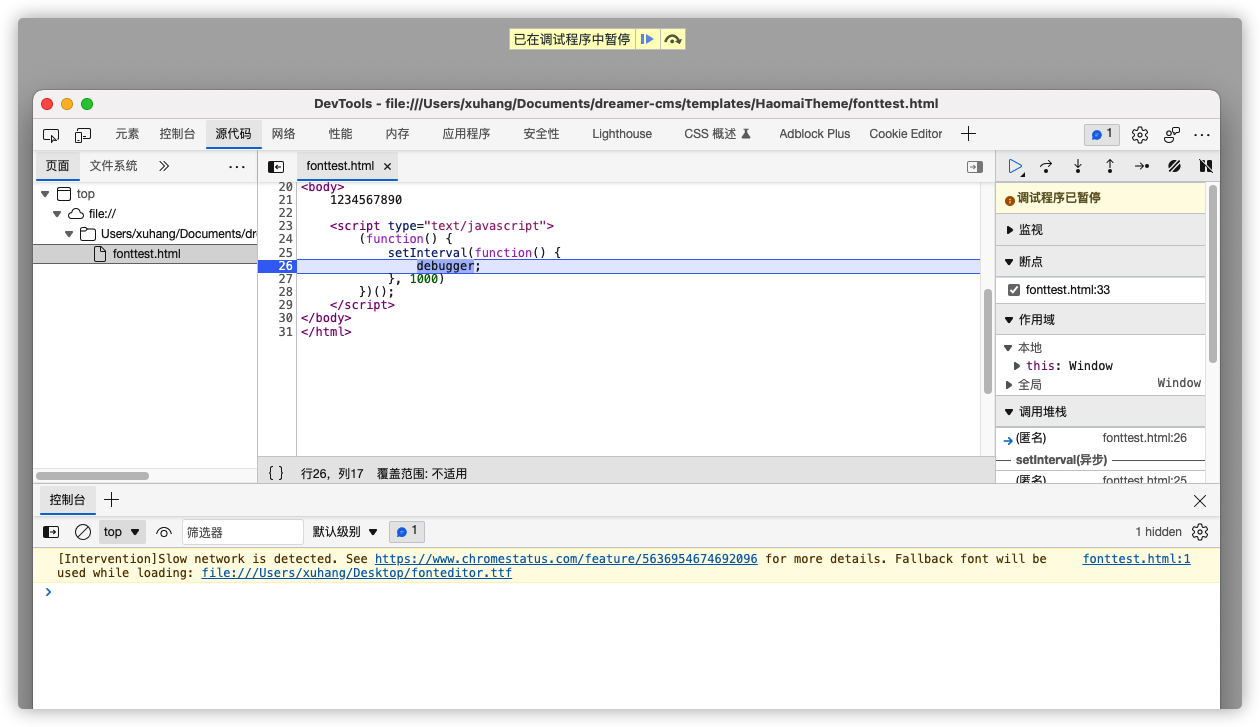 已在调试程序中暂停
DevTools - file:///Users/xuhang/Documents/dreamer-cms/templates/HaomaiTheme/fonttest.html
元素 控制台 源代码 网络 性能 内存 应用程序 安全性 Lighthouse CSS 概述 Adblock Plus Cookie Editor 1
页面 文件系统
top
file://
Users/xuhang/Documents/dr
fonttest.html
fonttest.html
20 <body>
21 1234567890
22
23 <script type="text/javascript">
24 (function() {
25 setInterval(function() {
26 debugger;
27 }, 1000)
28 })();
29 </script>
30 </body>
31 </html>
{ } 行26，列17 覆盖范围: 不适用
调试程序已暂停
监视
断点
fonttest.html:33
作用域
本地
this: Window
全局 Window
调用堆栈
(匿名) fonttest.html:26
setInterval(异步)
(匿名) fonttest.html:25
控制台
top 筛选器 默认级别 1 1 hidden
[Intervention]Slow network is detected. See https://www.chromestatus.com/feature/5636954674692096 for more details. Fallback font will be fonttest.html:1
used while loading: file:///Users/xuhang/Desktop/fonteditor.ttf